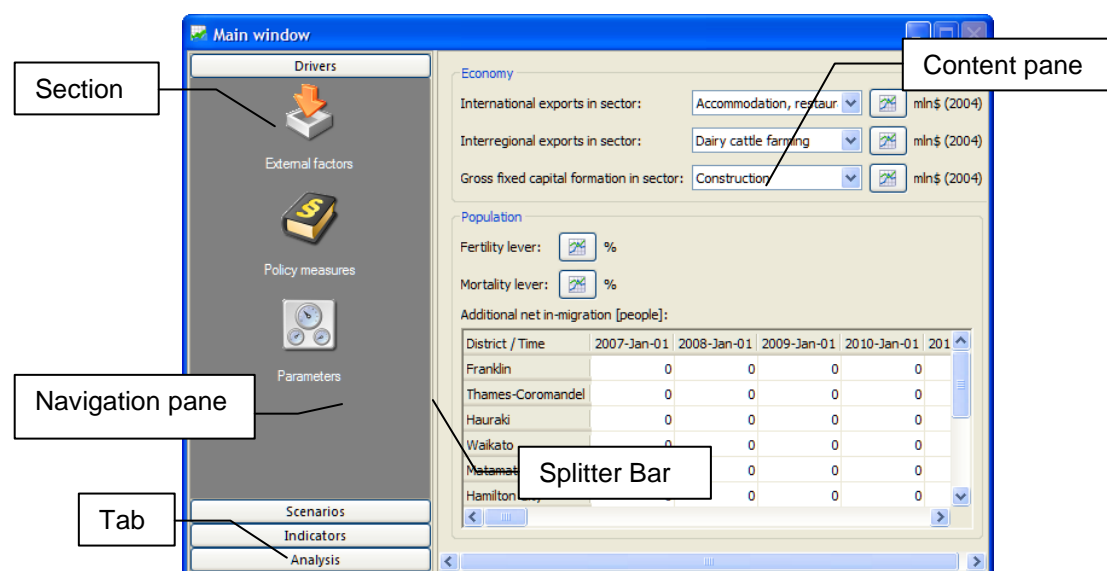 Main window
Drivers
Section
External factors
Policy measures
Parameters
Navigation pane
Scenarios
Tab
Indicators
Analysis
Content pane
Economy
International exports in sector: Accommodation, restaur mln$ (2004)
Interregional exports in sector: Dairy cattle farming mln$ (2004)
Gross fixed capital formation in sector: Construction mln$ (2004)
Population
Fertility lever: %
Mortality lever: %
Additional net in-migration [people]:
District / Time 2007-Jan-01 2008-Jan-01 2009-Jan-01 2010-Jan-01 201
Franklin 0 0 0 0
Thames-Coromandel 0 0 0 0
Hauraki 0 0 0 0
Waikato 0 0 0 0
Splitter Bar
0 0
Hamilton 0 0